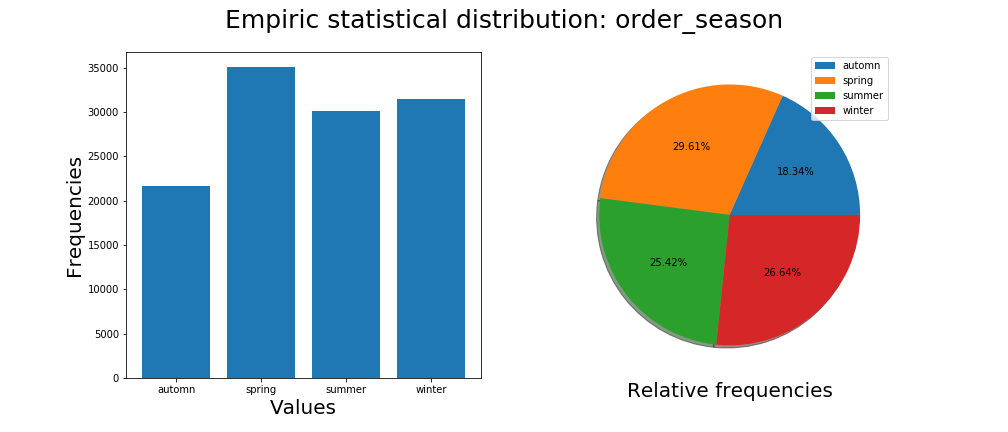 Empiric statistical distribution: order_season
Frequencies
35000
30000
25000
20000
15000
10000
5000
0
automn spring summer winter
Values
automn
spring
summer
winter
29.61%
18.34%
25.42%
26.64%
Relative frequencies